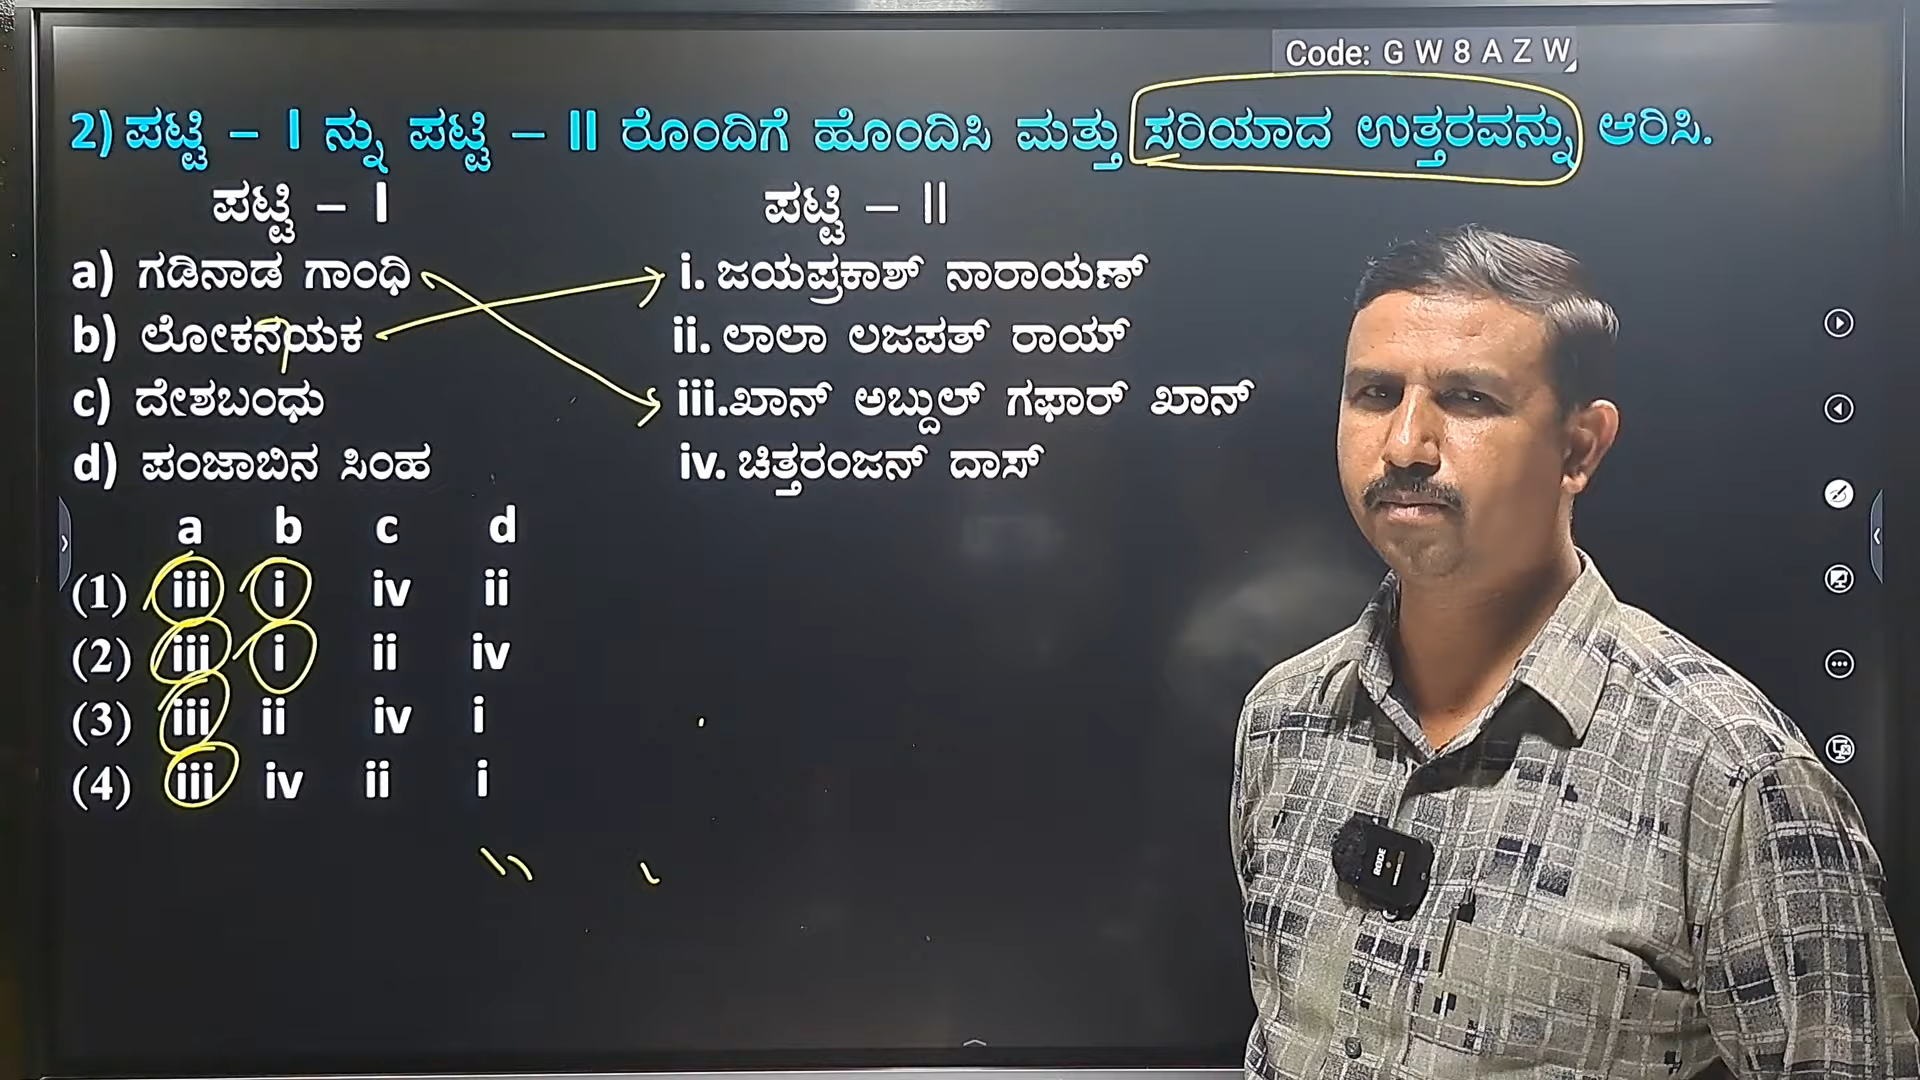 Code: G W 8 A Z W
2) ಪಟ್ಟಿ – I ನ್ನು ಪಟ್ಟಿ – II ರೊಂದಿಗೆ ಹೊಂದಿಸಿ ಮತ್ತು ಸರಿಯಾದ ಉತ್ತರವನ್ನು ಆರಿಸಿ.
ಪಟ್ಟಿ – I ಪಟ್ಟಿ – II
a) ಗಡಿನಾಡ ಗಾಂಧಿ i. ಜಯಪ್ರಕಾಶ್ ನಾರಾಯಣ್
b) ಲೋಕನಯಕ ii. ಲಾಲಾ ಲಜಪತ್ ರಾಯ್
c) ದೇಶಬಂಧು iii.ಖಾನ್ ಅಬ್ದುಲ್ ಗಫಾರ್ ಖಾನ್
d) ಪಂಜಾಬಿನ ಸಿಂಹ iv. ಚಿತ್ತರಂಜನ್ ದಾಸ್
a b c d
(1) iii i iv ii
(2) iii i ii iv
(3) iii ii iv i
(4) iii iv ii i
RODE